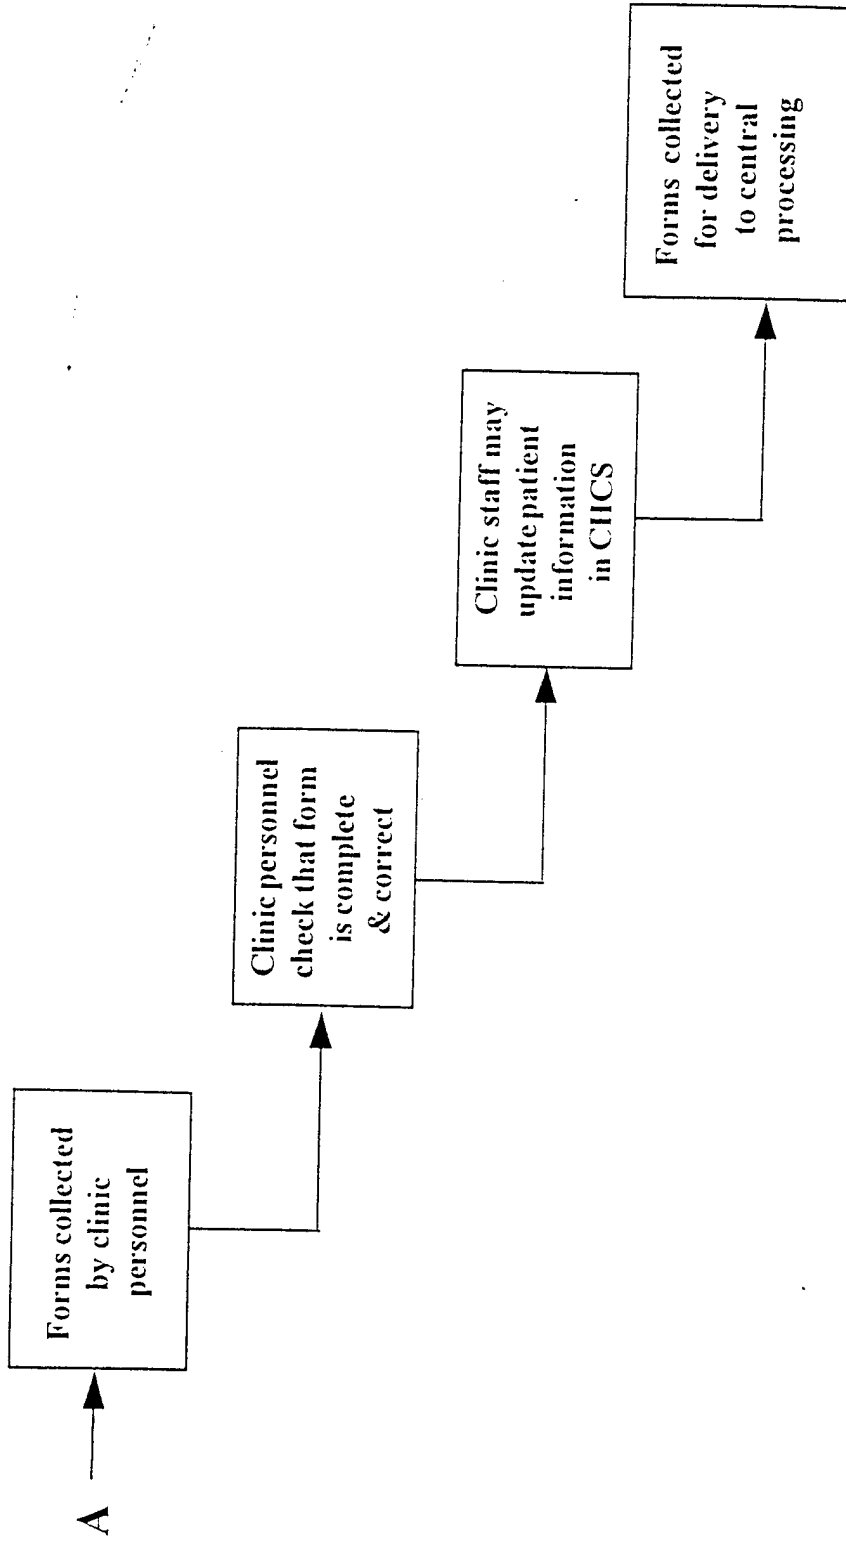 A
Forms collected
by clinic
personnel
Clinic personnel
check that form
is complete
& correct
Clinic staff may
update patient
information
in CHCS
Forms collected
for delivery
to central
processing